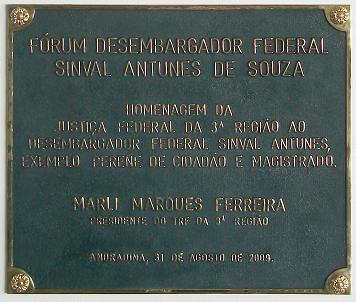 FÓRUM DESEMBARGADOR FEDERAL
SINVAL ANTUNES DE SOUZA
HOMENAGEM DA
JUSTIÇA FEDERAL DA 3ª REGIÃO AO
DESEMBARGADOR FEDERAL SINVAL ANTUNES,
EXEMPLO PERENE DE CIDADÃO E MAGISTRADO.
MARLI MARQUES FERREIRA
PRESIDENTE DO TRF DA 3ª REGIÃO
ANDRADINA, 31 DE AGOSTO DE 2009.